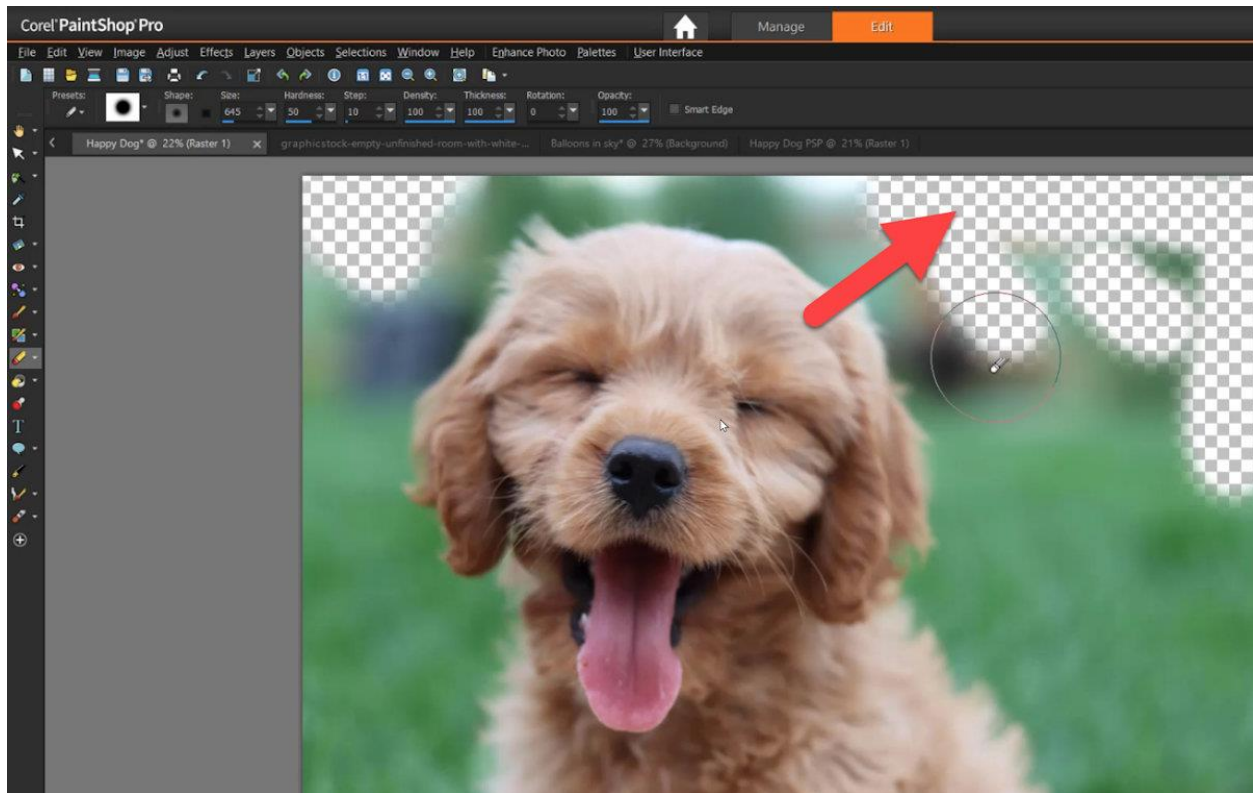 Corel® PaintShop® Pro
Manage
Edit
File Edit View Image Adjust Effects Layers Objects Selections Window Help Enhance Photo Palettes User Interface
Presets: Shape: Size: Hardness: Step: Density: Thickness: Rotation: Opacity:
645 50 10 100 100 0 100 Smart Edge
Happy Dog* @ 22% (Raster 1) X graphicstock-empty-unfinished-room-with-white-... Balloons in sky* @ 27% (Background) Happy Dog PSP @ 21% (Raster 1)
T